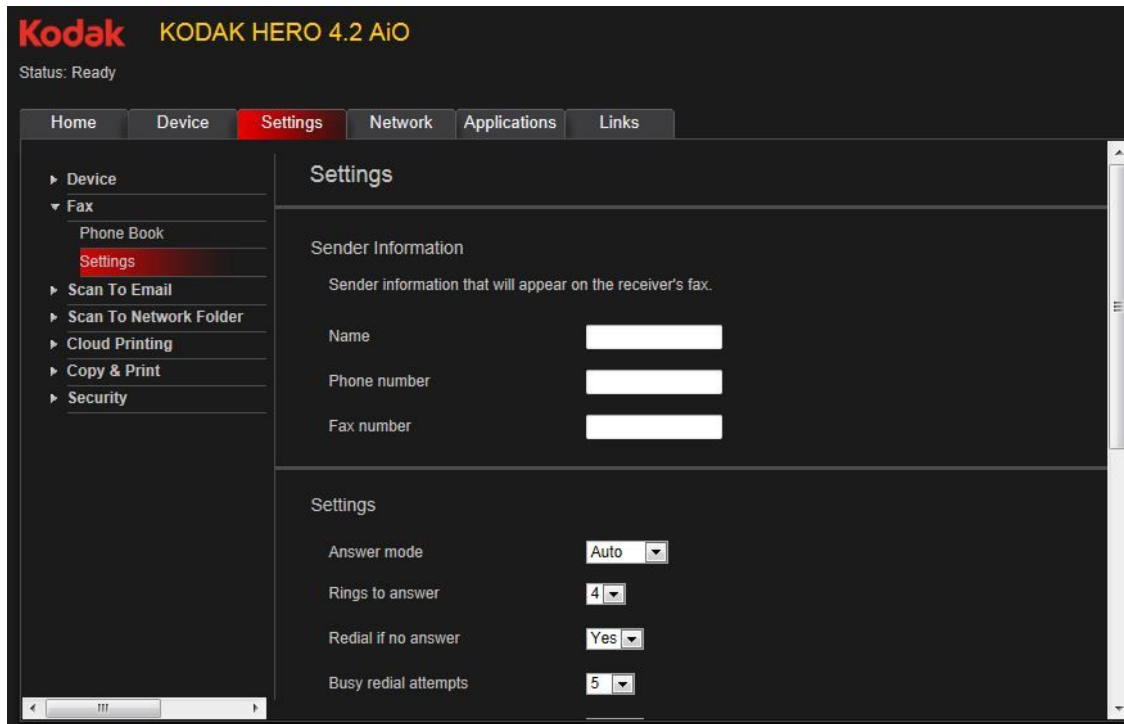 Kodak KODAK HERO 4.2 AiO
Status: Ready
Home Device Settings Network Applications Links
Device
Fax
Phone Book
Settings
Scan To Email
Scan To Network Folder
Cloud Printing
Copy & Print
Security
Settings
Sender Information
Sender information that will appear on the receiver's fax.
Name
Phone number
Fax number
Settings
Answer mode Auto
Rings to answer 4
Redial if no answer Yes
Busy redial attempts 5